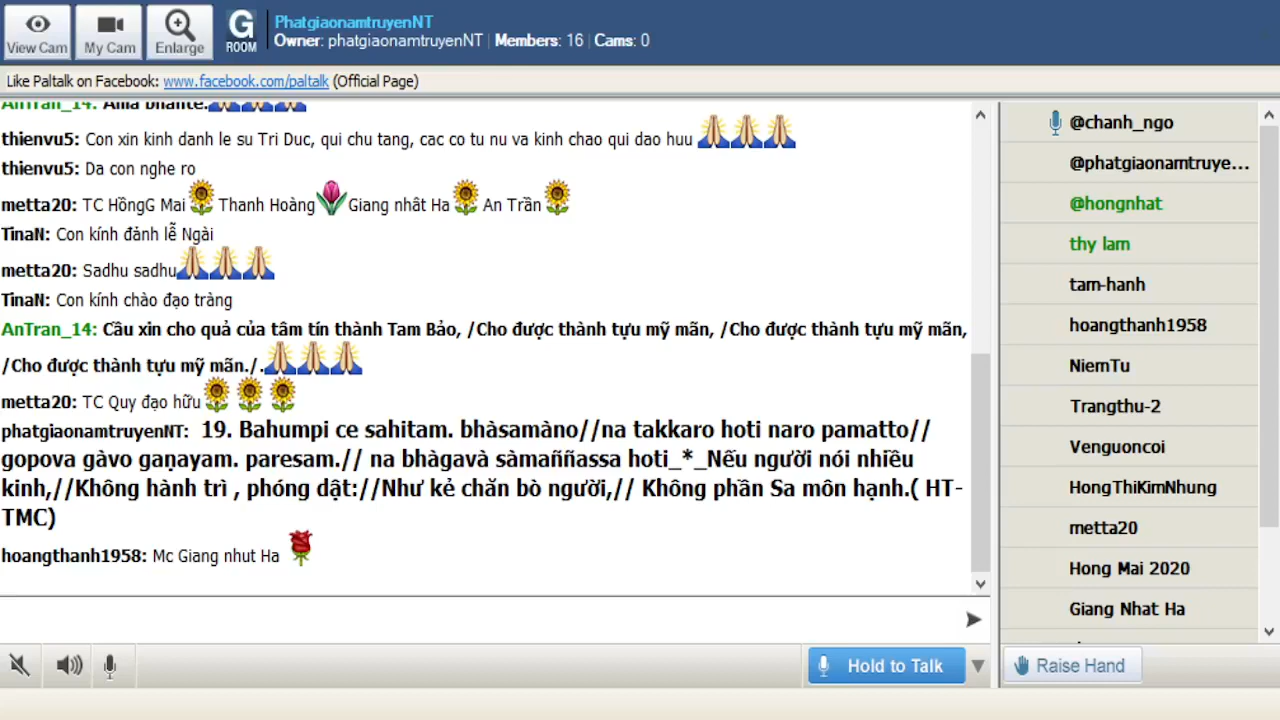 View Cam
My Cam
Enlarge
G
ROOM
PhatgiaonamtruyenNT
Owner: phatgiaonamtruyenNT | Members: 16 | Cams: 0
Like Paltalk on Facebook: www.facebook.com/paltalk (Official Page)
AnTran_14: Ama bhante.
thienvu5: Con xin kinh danh le su Tri Duc, qui chu tang, cac co tu nu va kinh chao qui dao huu
thienvu5: Da con nghe ro
metta20: TC HồngG Mai Thanh Hoàng Giang nhât Ha An Trần
TinaN: Con kính đảnh lễ Ngài
metta20: Sadhu sadhu
TinaN: Con kính chào đạo tràng
AnTran_14: Cầu xin cho quả của tâm tín thành Tam Bảo, /Cho được thành tựu mỹ mãn, /Cho được thành tựu mỹ mãn,
/Cho được thành tựu mỹ mãn./.
metta20: TC Quy đạo hữu
phatgiaonamtruyenNT: 19. Bahumpi ce sahitam. bhàsamàno//na takkaro hoti naro pamatto//
gopova gàvo gaṇayam. paresam.// na bhàgavà sàmaññassa hoti_*_Nếu người nói nhiều
kinh,//Không hành trì , phóng dật://Như kẻ chăn bò người,// Không phần Sa môn hạnh.( HT-
TMC)
hoangthanh1958: Mc Giang nhut Ha
Hold to Talk
@chanh_ngo
@phatgiaonamtruye...
@hongnhat
thy lam
tam-hanh
hoangthanh1958
NiemTu
Trangthu-2
Venguoncoi
HongThiKimNhung
metta20
Hong Mai 2020
Giang Nhat Ha
Raise Hand